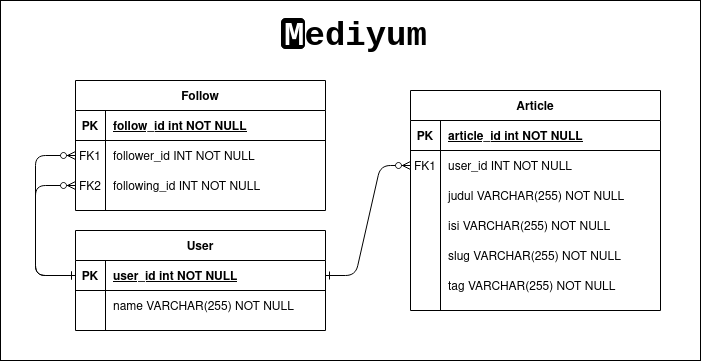 Mediyum
Follow
PK follow_id int NOT NULL
FK1 follower_id INT NOT NULL
FK2 following_id INT NOT NULL
User
PK user_id int NOT NULL
name VARCHAR(255) NOT NULL
Article
PK article_id int NOT NULL
FK1 user_id INT NOT NULL
judul VARCHAR(255) NOT NULL
isi VARCHAR(255) NOT NULL
slug VARCHAR(255) NOT NULL
tag VARCHAR(255) NOT NULL